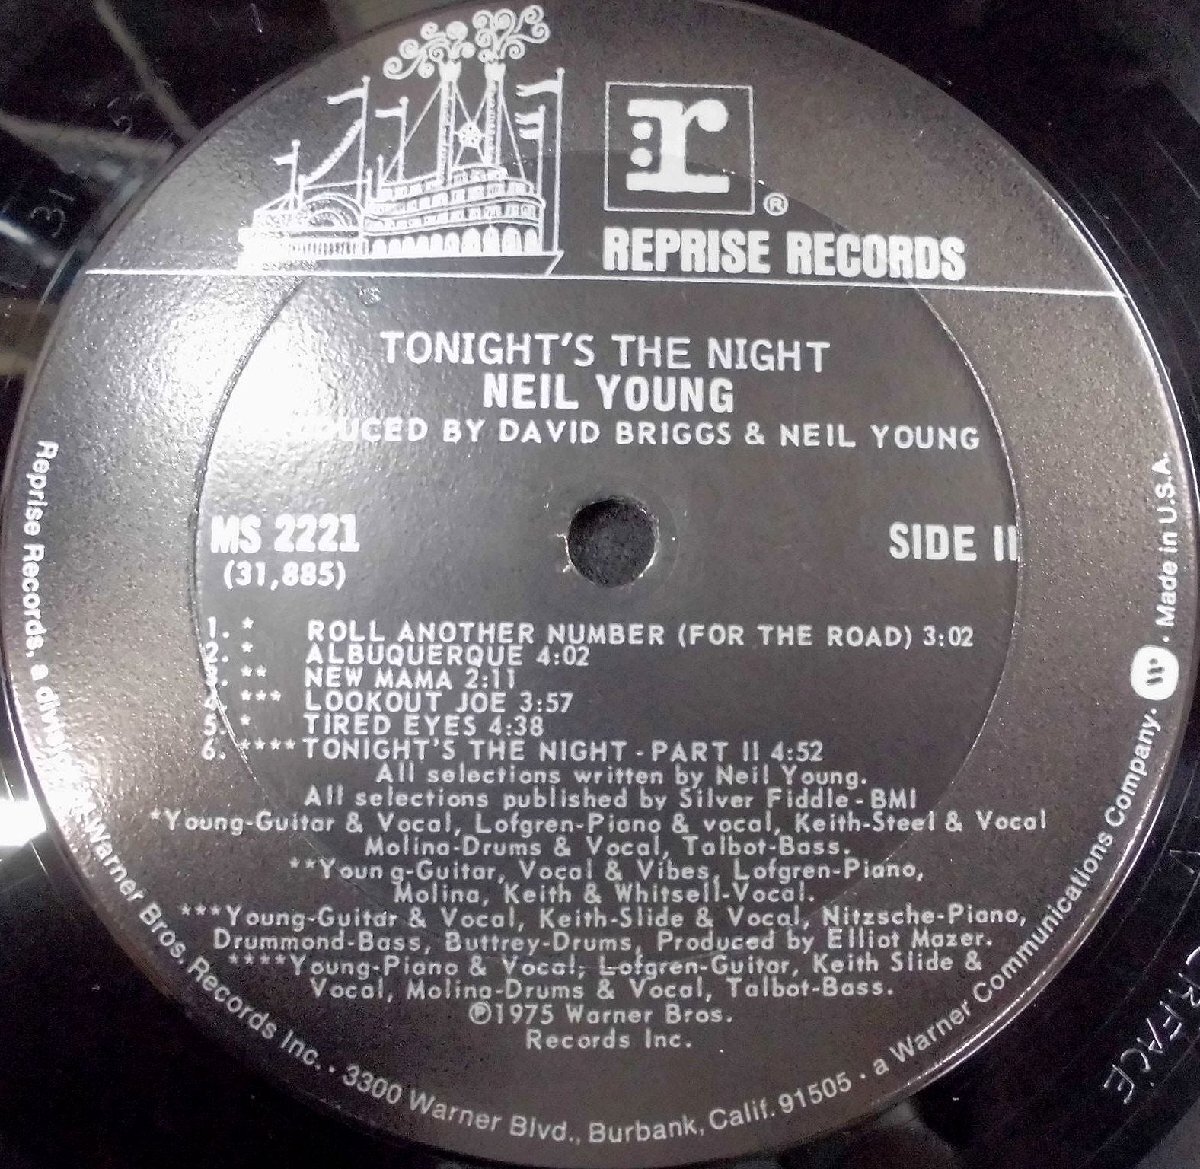 r
®
REPRISE RECORDS
TONIGHT'S THE NIGHT
NEIL YOUNG
PRODUCED BY DAVID BRIGGS & NEIL YOUNG
MS 2221
(31,885)
SIDE II
1. * ROLL ANOTHER NUMBER (FOR THE ROAD) 3:02
2. * ALBUQUERQUE 4:02
3. ** NEW MAMA 2:11
4. *** LOOKOUT JOE 3:57
5. * TIRED EYES 4:38
6. **** TONIGHT'S THE NIGHT - PART II 4:52
All selections written by Neil Young.
All selections published by Silver Fiddle - BMI
*Young-Guitar & Vocal, Lofgren-Piano & vocal, Keith-Steel & Vocal
Molina-Drums & Vocal, Talbot-Bass.
**Young-Guitar, Vocal & Vibes, Lofgren-Piano,
Molina, Keith & Whitsell-Vocal.
***Young-Guitar & Vocal, Keith-Slide & Vocal, Nitzsche-Piano,
Drummond-Bass, Buttrey-Drums, Produced by Elliot Mazer.
****Young-Piano & Vocal, Lofgren-Guitar, Keith Slide &
Vocal, Molina-Drums & Vocal, Talbot-Bass.
℗1975 Warner Bros.
Records Inc.
Reprise Records, a division of Warner Bros. Records Inc. · 3300 Warner Blvd., Burbank, Calif. 91505 · a Warner Communications Company. · Made in U.S.A.